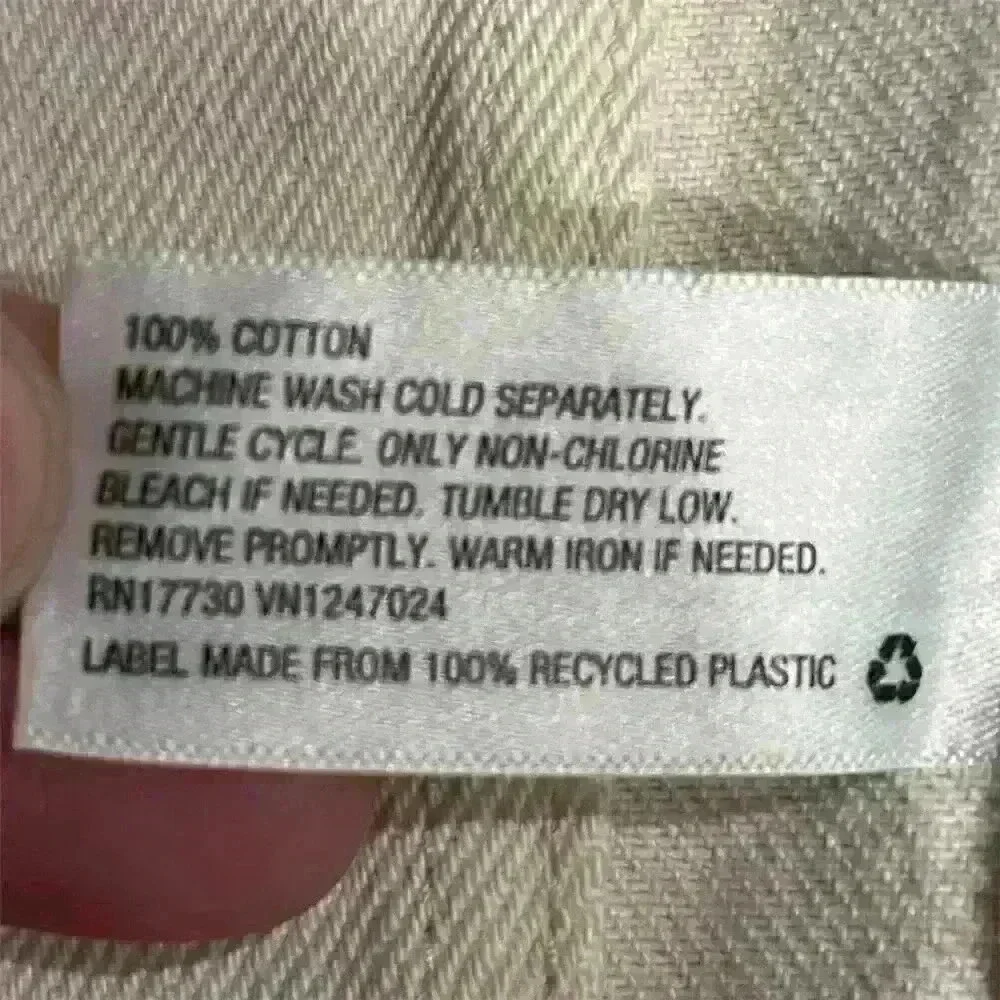 100% COTTON
MACHINE WASH COLD SEPARATELY.
GENTLE CYCLE. ONLY NON-CHLORINE
BLEACH IF NEEDED. TUMBLE DRY LOW.
REMOVE PROMPTLY. WARM IRON IF NEEDED.
RN17730 VN1247024
LABEL MADE FROM 100% RECYCLED PLASTIC